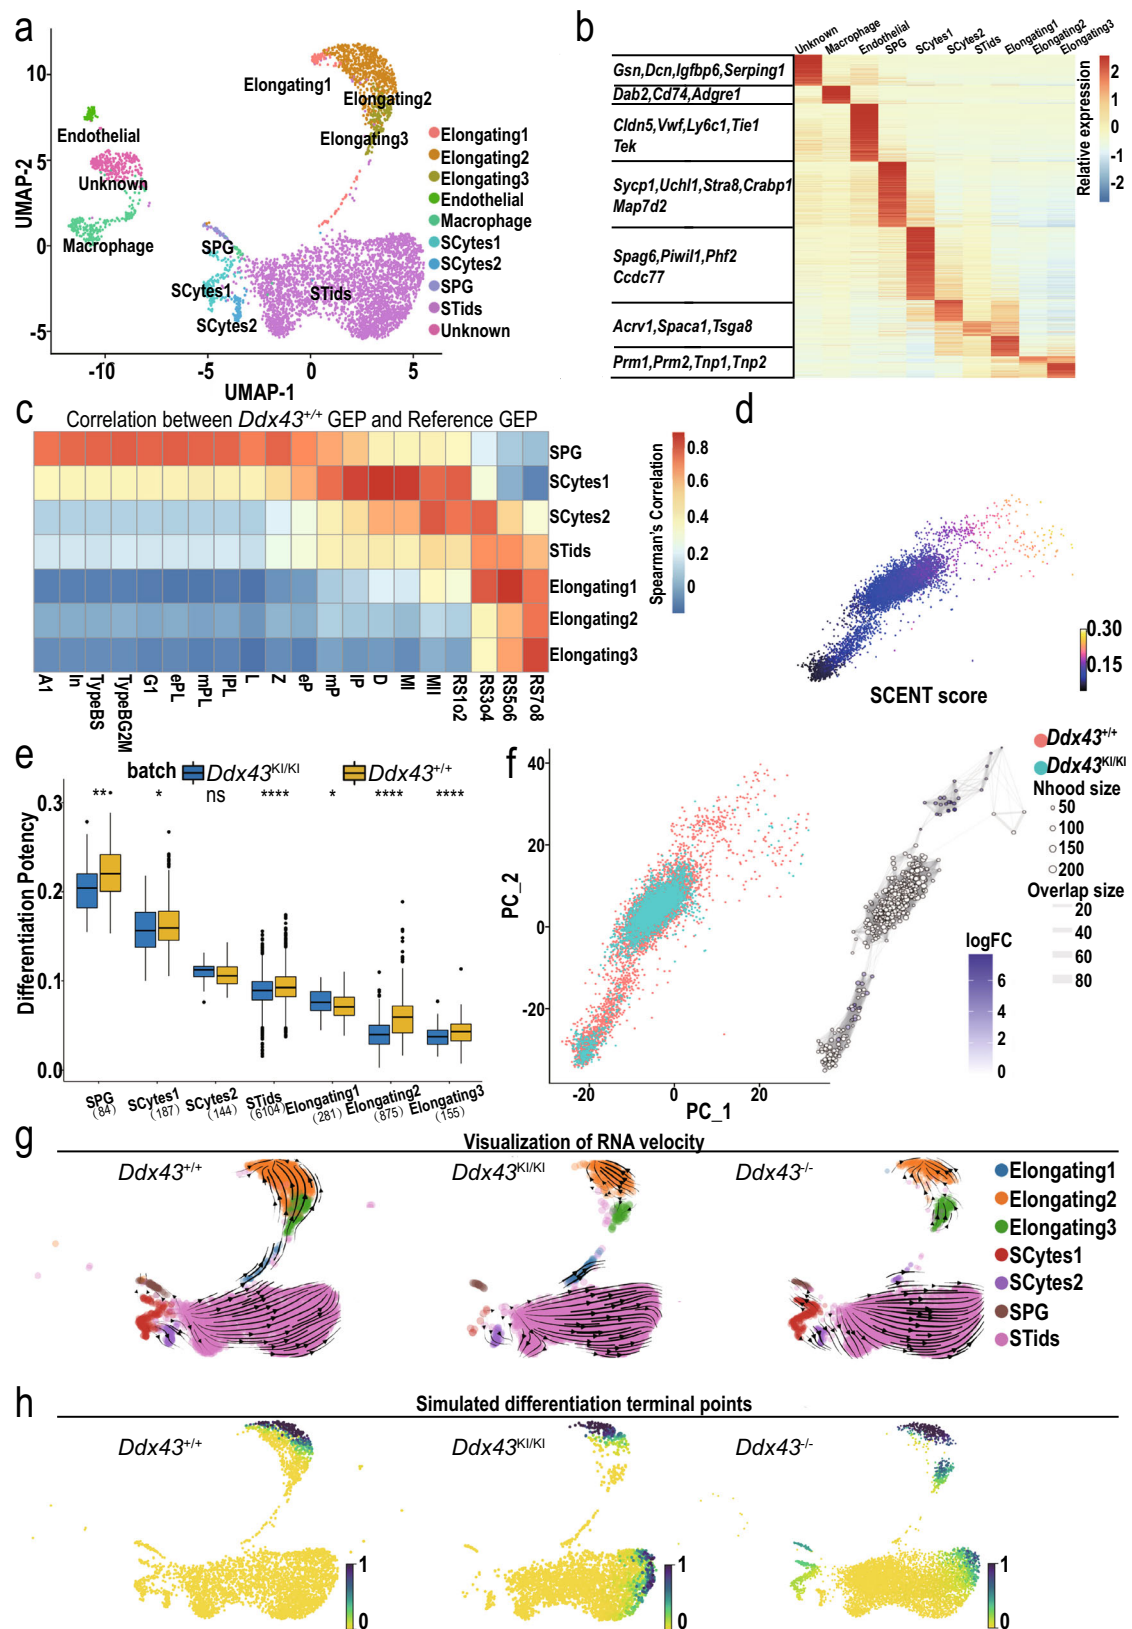 a
UMAP-2
10
5
0
-5
-10
-5
0
5
UMAP-1
Elongating1
Elongating2
Elongating3
Endothelial
Unknown
Macrophage
SPG
SCytes1
SCytes2
STids
Elongating1
Elongating2
Elongating3
Endothelial
Macrophage
SCytes1
SCytes2
SPG
STids
Unknown
b
Unknown
Macrophage
Endothelial
SPG
SCytes1
SCytes2
STids
Elongating1
Elongating2
Elongating3
Gsn,Dcn,Igfbp6,Serping1
Dab2,Cd74,Adgre1
Cldn5,Vwf,Ly6c1,Tie1
Tek
Sycp1,Uchl1,Stra8,Crabp1
Map7d2
Spag6,Piwil1,Phf2
Ccdc77
Acrv1,Spaca1,Tsga8
Prm1,Prm2,Tnp1,Tnp2
Relative expression
2
1
0
-1
-2
c
Correlation between Ddx43+/+ GEP and Reference GEP
SPG
SCytes1
SCytes2
STids
Elongating1
Elongating2
Elongating3
A1
In
TypeBS
TypeBG2M
G1
ePL
mPL
lPL
L
Z
eP
mP
lP
D
MI
MII
RS1o2
RS3o4
RS5o6
RS7o8
Spearman's Correlation
0.8
0.6
0.4
0.2
0
d
0.30
0.15
SCENT score
e
batch Ddx43KI/KI Ddx43+/+
** * ns **** * **** ****
Differentiation Potency
0.3
0.2
0.1
0.0
SPG
(84)
SCytes1
(187)
SCytes2
(144)
STids
(6104)
Elongating1
(281)
Elongating2
(875)
Elongating3
(155)
f
PC_2
40
20
0
-20
-20
0
20
PC_1
Ddx43+/+
Ddx43KI/KI
Nhood size
50
100
150
200
Overlap size
20
40
60
80
logFC
6
4
2
0
g
Visualization of RNA velocity
Ddx43+/+
Ddx43KI/KI
Ddx43-/-
Elongating1
Elongating2
Elongating3
SCytes1
SCytes2
SPG
STids
h
Simulated differentiation terminal points
Ddx43+/+
Ddx43KI/KI
Ddx43-/-
1
0
1
0
1
0